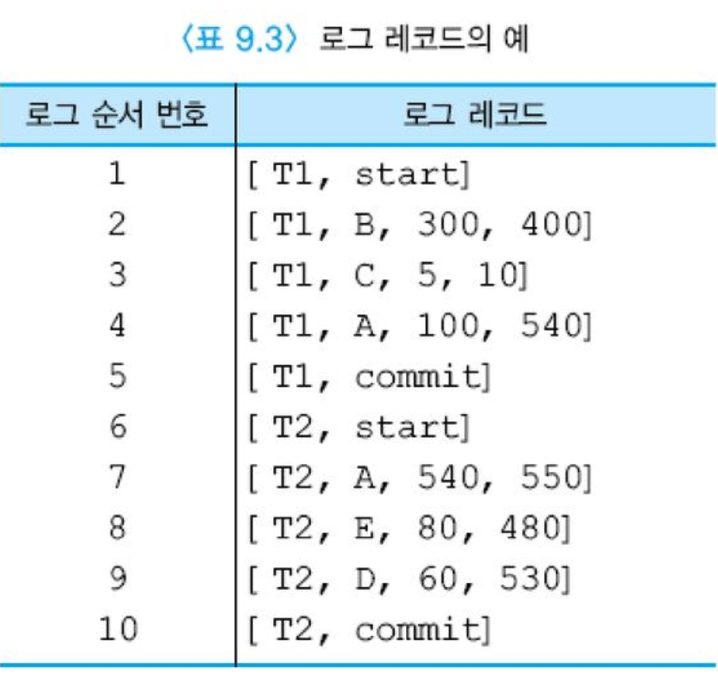 〈표 9.3〉 로그 레코드의 예
로그 순서 번호 로그 레코드
1 [ T1, start]
2 [ T1, B, 300, 400]
3 [ T1, C, 5, 10]
4 [ T1, A, 100, 540]
5 [ T1, commit]
6 [ T2, start]
7 [ T2, A, 540, 550]
8 [ T2, E, 80, 480]
9 [ T2, D, 60, 530]
10 [ T2, commit]